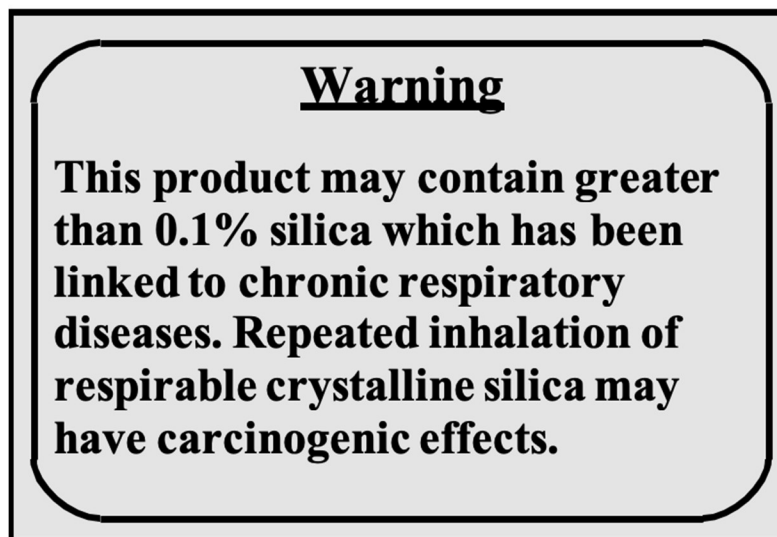 Warning
This product may contain greater
than 0.1% silica which has been
linked to chronic respiratory
diseases. Repeated inhalation of
respirable crystalline silica may
have carcinogenic effects.